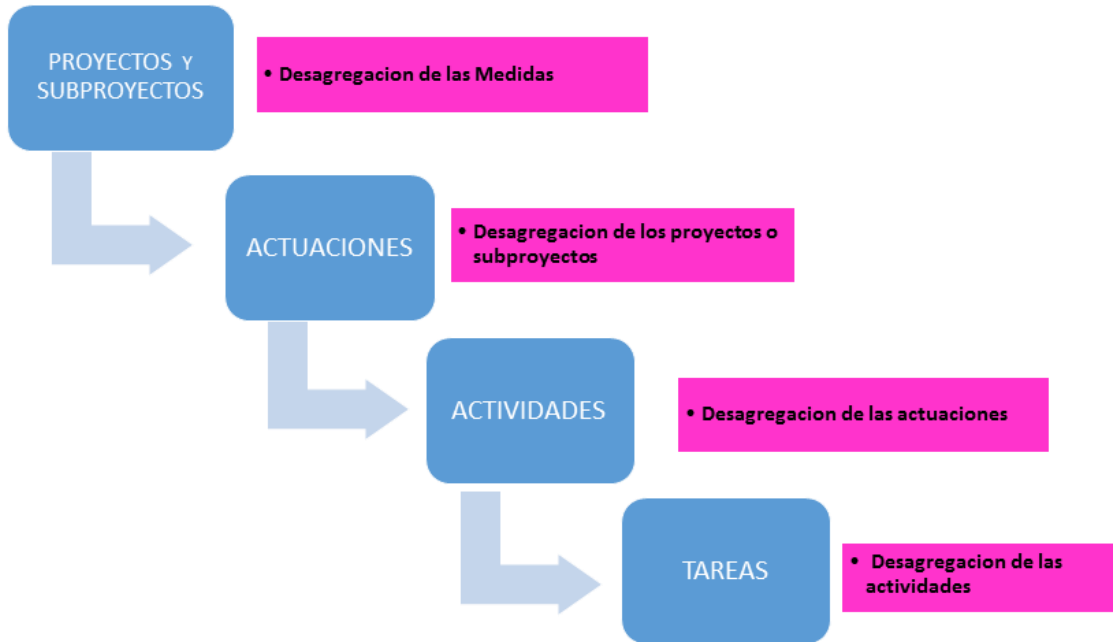 PROYECTOS Y
SUBPROYECTOS
• Desagregacion de las Medidas
ACTUACIONES
• Desagregacion de los proyectos o
subproyectos
ACTIVIDADES
• Desagregacion de las actuaciones
TAREAS
• Desagregacion de las
actividades